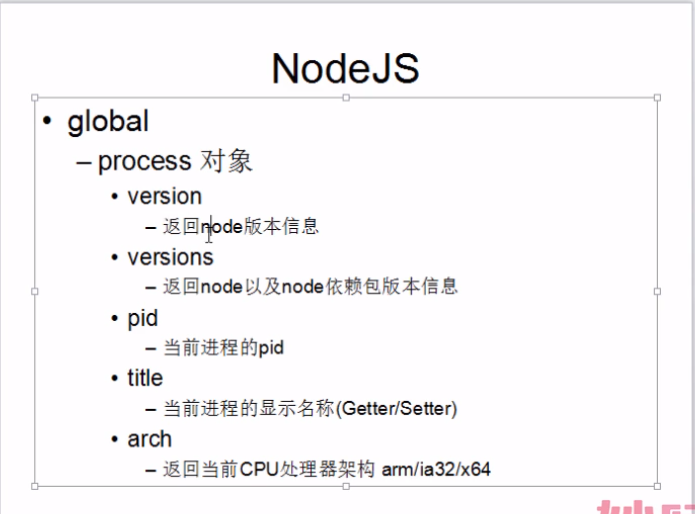 NodeJS
• global
– process 对象
• version
– 返回node版本信息
• versions
– 返回node以及node依赖包版本信息
• pid
– 当前进程的pid
• title
– 当前进程的显示名称(Getter/Setter)
• arch
– 返回当前CPU处理器架构 arm/ia32/x64